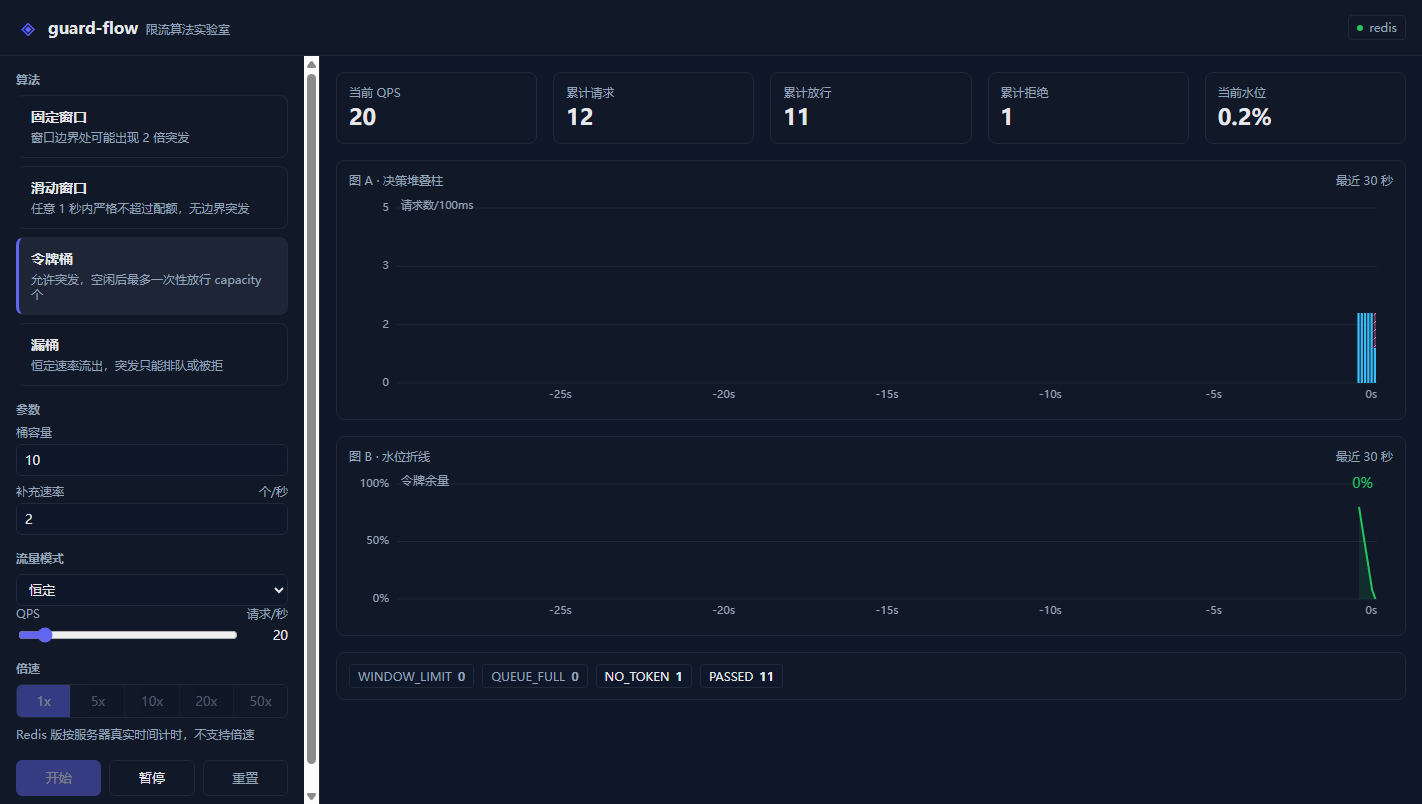 guard-flow 限流算法实验室
redis
算法
固定窗口
窗口边界处可能出现 2 倍突发
滑动窗口
任意 1 秒内严格不超过配额，无边界突发
令牌桶
允许突发，空闲后最多一次性放行 capacity
个
漏桶
恒定速率流出，突发只能排队或被拒
参数
桶容量
10
补充速率 个/秒
2
流量模式
恒定
QPS 请求/秒
20
倍速
1x 5x 10x 20x 50x
Redis 版按服务器真实时间计时，不支持倍速
开始 暂停 重置
当前 QPS
20
累计请求
12
累计放行
11
累计拒绝
1
当前水位
0.2%
图 A · 决策堆叠柱 最近 30 秒
请求数/100ms
5
3
2
0
-25s -20s -15s -10s -5s 0s
图 B · 水位折线 最近 30 秒
令牌余量
0%
100%
50%
0%
-25s -20s -15s -10s -5s 0s
WINDOW_LIMIT 0 QUEUE_FULL 0 NO_TOKEN 1 PASSED 11